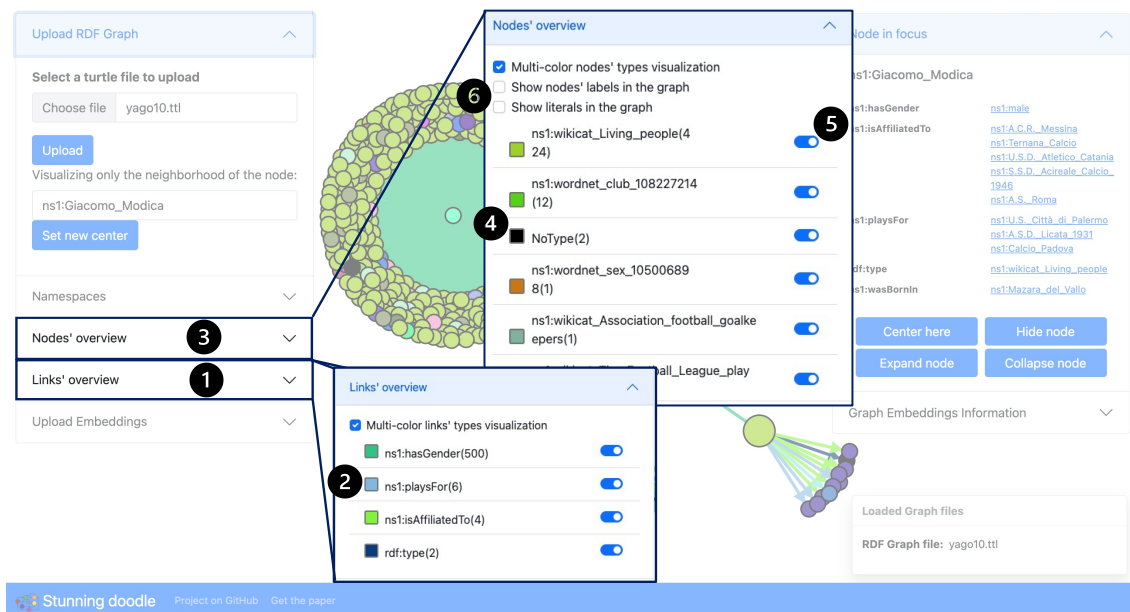 Upload RDF Graph
Select a turtle file to upload
Choose file yago10.ttl
Upload
Visualizing only the neighborhood of the node:
ns1:Giacomo_Modica
Set new center
Namespaces
Nodes' overview 3
Links' overview 1
Upload Embeddings
Nodes' overview
Multi-color nodes' types visualization
6 Show nodes' labels in the graph
Show literals in the graph
5
ns1:wikicat_Living_people(4
24)
ns1:wordnet_club_108227214
(12)
4 NoType(2)
ns1:wordnet_sex_10500689
8(1)
ns1:wikicat_Association_football_goalke
epers(1)
ball_League_play
Links' overview
Multi-color links' types visualization
ns1:hasGender(500)
2 ns1:playsFor(6)
ns1:isAffiliatedTo(4)
rdf:type(2)
Node in focus
ns1:Giacomo_Modica
ns1:hasGender ns1:male
ns1:isAffiliatedTo ns1:A.C.R._Messina
ns1:Ternana_Calcio
ns1:U.S.D._Atletico_Catania
ns1:S.S.D._Acireale_Calcio_
1946
ns1:A.S._Roma
ns1:playsFor ns1:U.S._Città_di_Palermo
ns1:A.S.D._Licata_1931
ns1:Calcio_Padova
rdf:type ns1:wikicat_Living_people
ns1:wasBornIn ns1:Mazara_del_Vallo
Center here Hide node
Expand node Collapse node
Graph Embeddings Information
Loaded Graph files
RDF Graph file: yago10.ttl
Stunning doodle Project on GitHub Get the paper